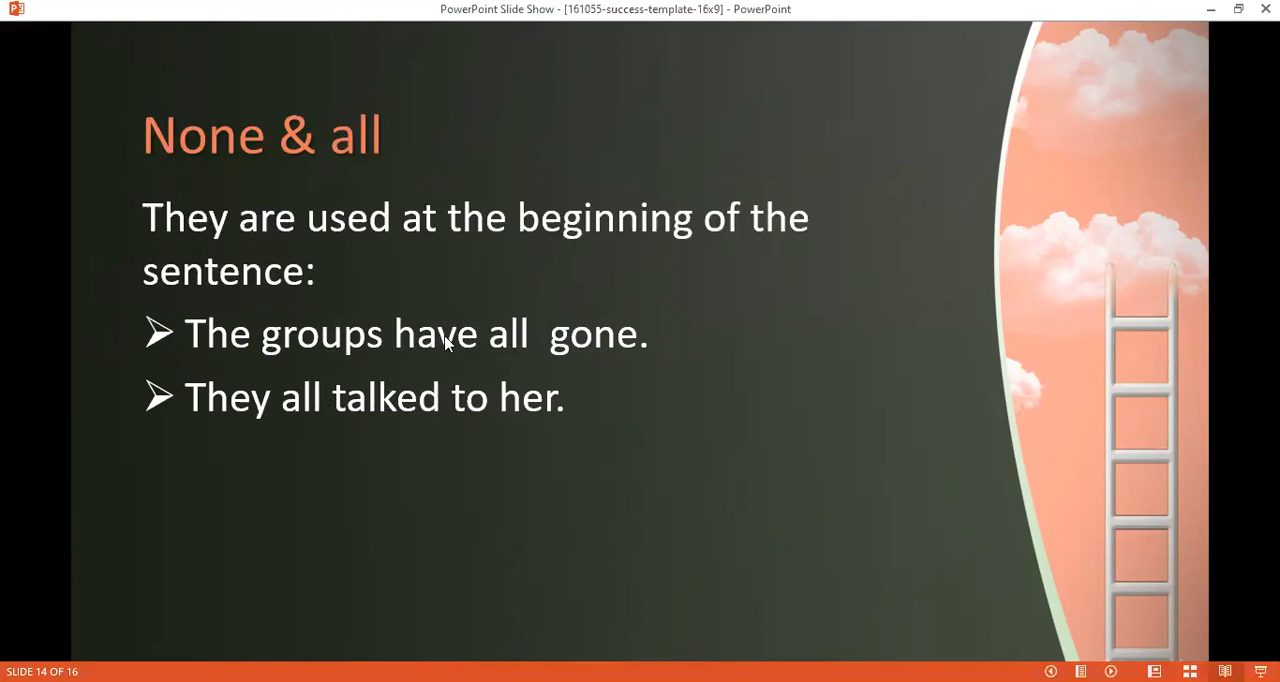 PowerPoint Slide Show - [161055-success-template-16x9] - PowerPoint
None & all
They are used at the beginning of the
sentence:
The groups have all  gone.
They all talked to her.
SLIDE 14 OF 16